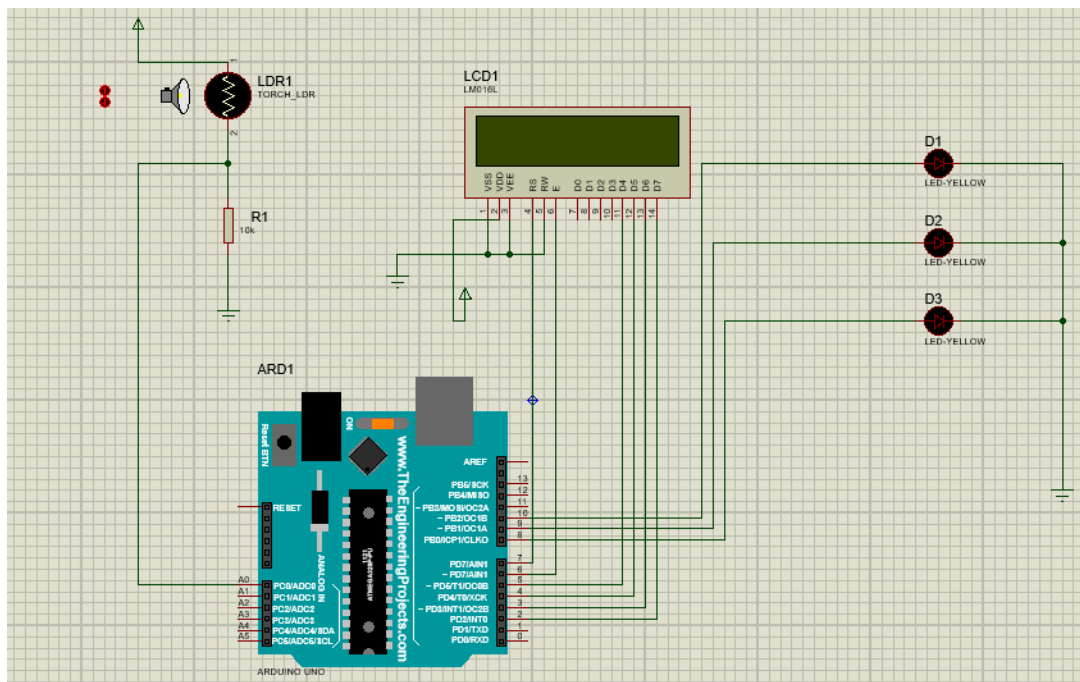 LDR1
TORCH_LDR
1
2
R1
10k
LCD1
LM016L
VSS
VDD
VEE
RS
RW
E
D0
D1
D2
D3
D4
D5
D6
D7
1
2
3
4
5
6
7
8
9
10
11
12
13
14
D1
LED-YELLOW
D2
LED-YELLOW
D3
LED-YELLOW
ARD1
Reset BTN
ON
www.TheEngineeringProjects.com
ANALOG IN
RESET
AREF
PB5/SCK
13
PB4/MISO
12
~PB3/MOSI/OC2A
11
~ PB2/OC1B
10
~ PB1/OC1A
9
PB0/ICP1/CLKO
8
PD7/AIN1
7
~ PD7/AIN1
6
~ PD5/T1/OC0B
5
PD4/T0/XCK
4
~ PD3/INT1/OC2B
3
PD2/INT0
2
PD1/TXD
1
PD0/RXD
0
A0
PC0/ADC0
A1
PC1/ADC1
A2
PC2/ADC2
A3
PC3/ADC3
A4
PC4/ADC4/SDA
A5
PC5/ADC5/SCL
ARDUINO UNO